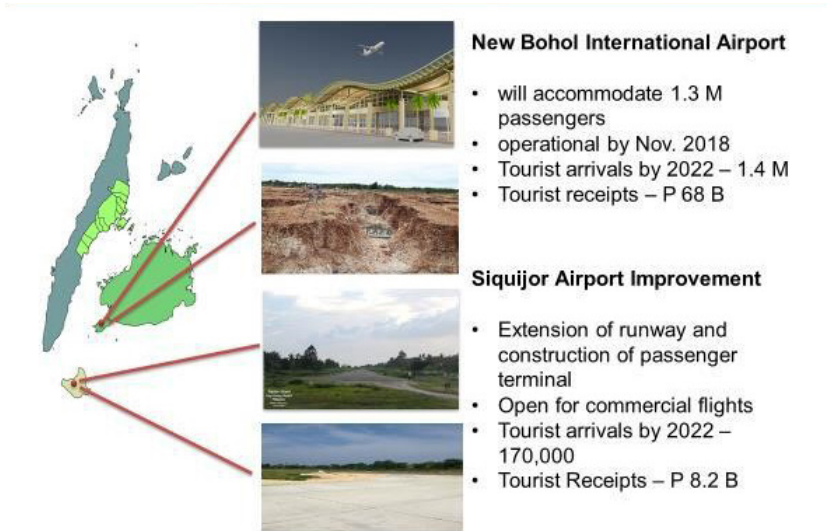 New Bohol International Airport
• will accommodate 1.3 M
passengers
• operational by Nov. 2018
• Tourist arrivals by 2022 – 1.4 M
• Tourist receipts – P 68 B
Siquijor Airport Improvement
• Extension of runway and
construction of passenger
terminal
• Open for commercial flights
• Tourist arrivals by 2022 –
170,000
• Tourist Receipts – P 8.2 B